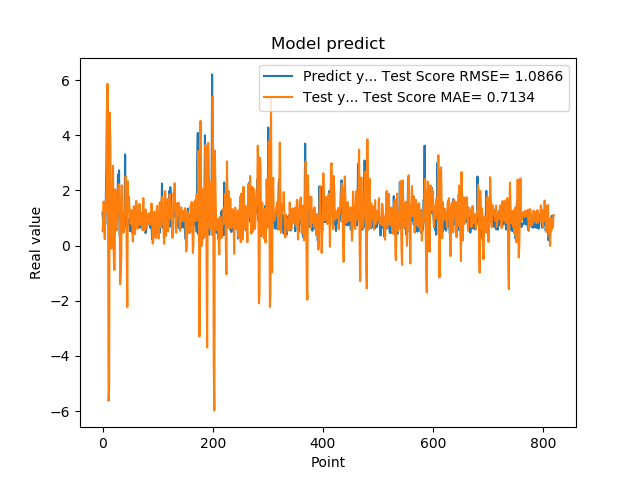 Model predict
Predict y... Test Score RMSE= 1.0866
Test y... Test Score MAE= 0.7134
Real value
6
4
2
0
−2
−4
−6
0 200 400 600 800
Point